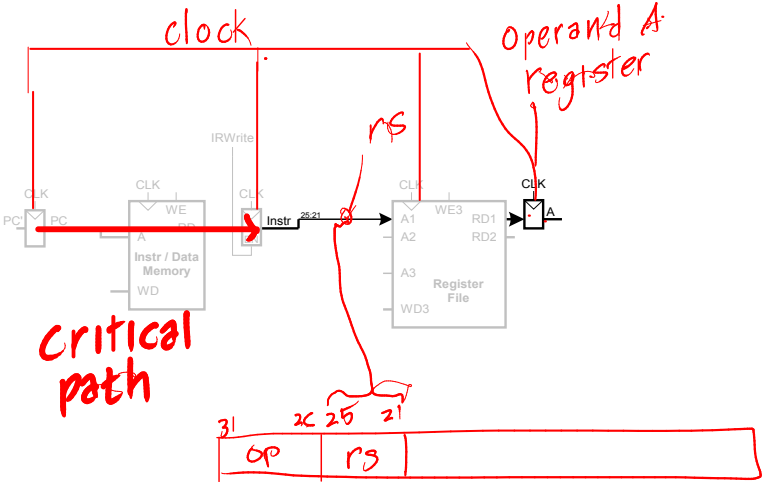 clock
operand A
register
rs
IRWrite
CLK
CLK
CLK
CLK
CLK
PC'
PC
WE
RD
A
Instr / Data
Memory
WD
Instr
25:21
A1
A2
A3
WD3
WE3
RD1
RD2
Register
File
A
critical
path
31
26 25
21
op
rs